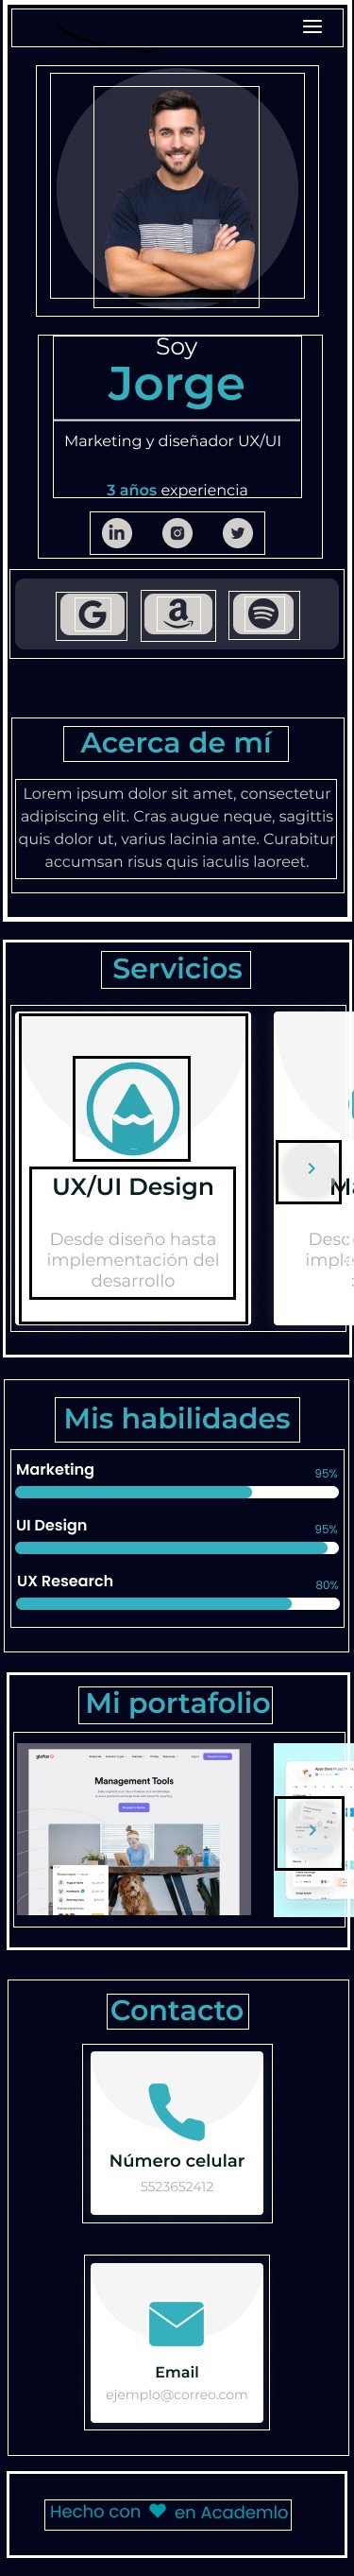 Soy
Jorge
Marketing y diseñador UX/UI
3 años experiencia
in
G
a
Acerca de mí
Lorem ipsum dolor sit amet, consectetur
adipiscing elit. Cras augue neque, sagittis
quis dolor ut, varius lacinia ante. Curabitur
accumsan risus quis iaculis laoreet.
Servicios
UX/UI Design
Desde diseño hasta
implementación del
desarrollo
Mis habilidades
Marketing
95%
UI Design
95%
UX Research
80%
Mi portafolio
Management Tools
Contacto
Número celular
5523652412
Email
ejemplo@correo.com
Hecho con ♥ en Academlo